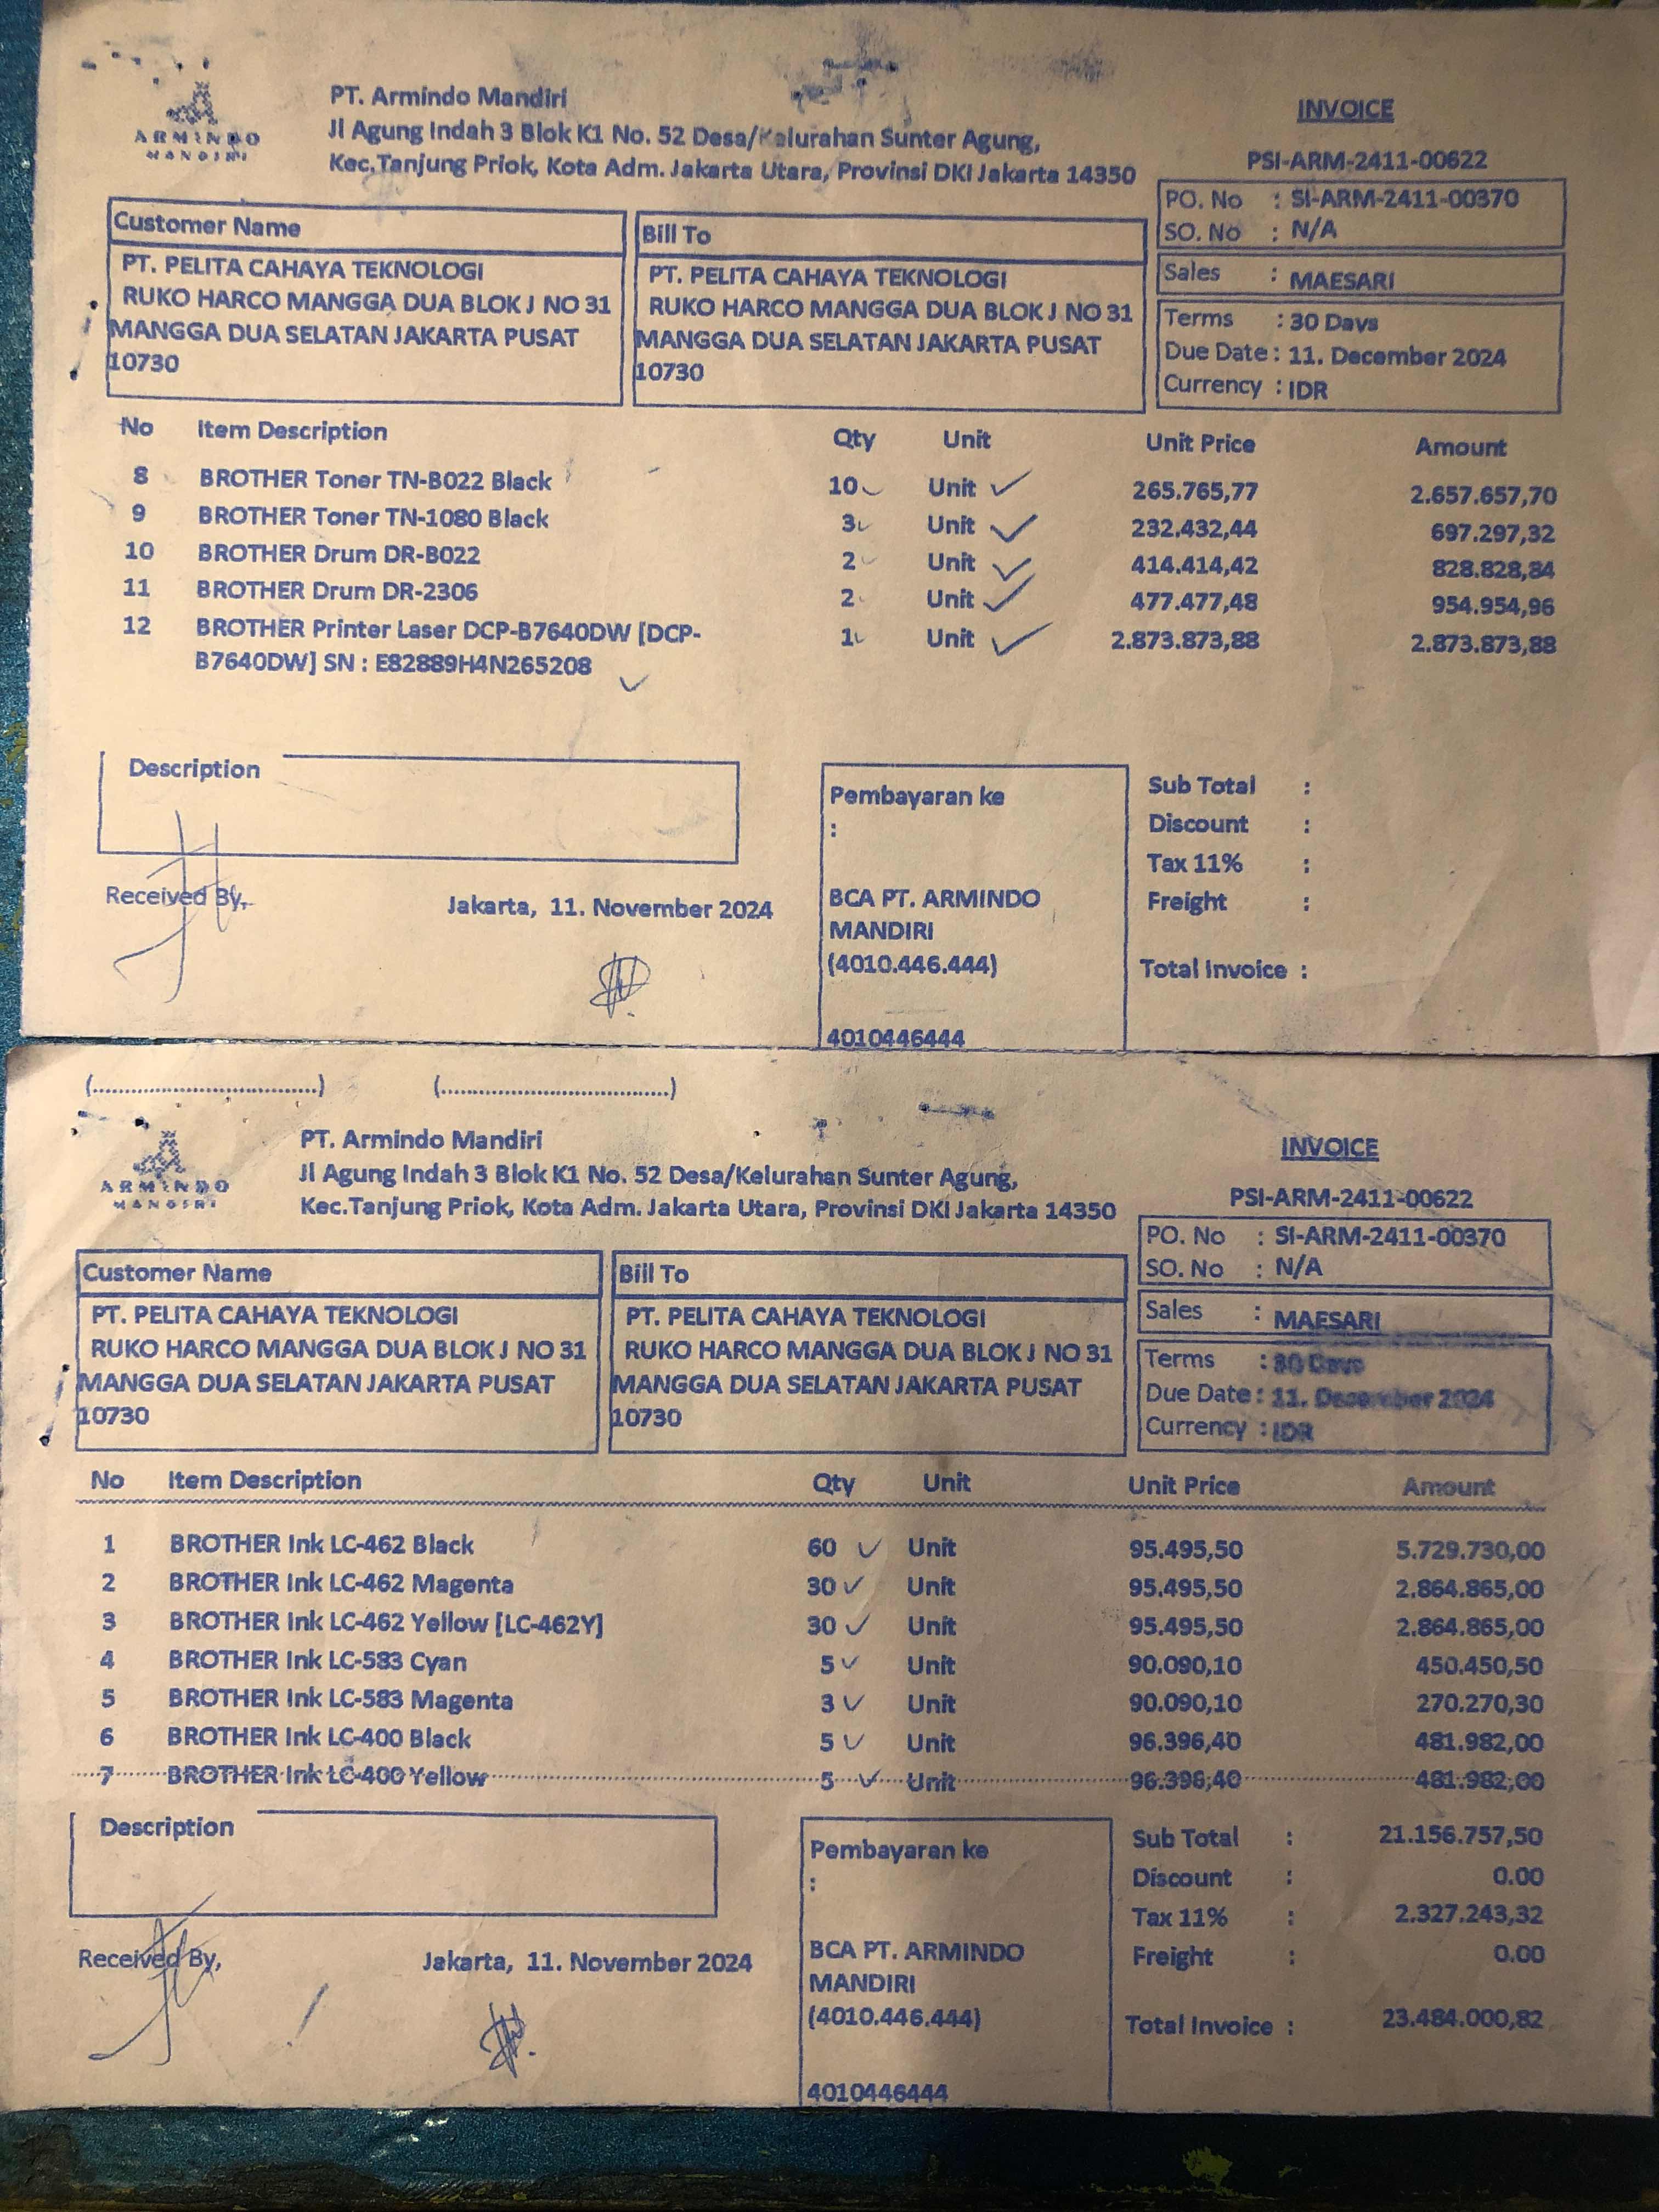 ARMINDO
MANDIRI
PT. Armindo Mandiri
Jl Agung Indah 3 Blok K1 No. 52 Desa/Kelurahan Sunter Agung,
Kec.Tanjung Priok, Kota Adm. Jakarta Utara, Provinsi DKI Jakarta 14350
INVOICE
PSI-ARM-2411-00622
PO. No : SI-ARM-2411-00370
SO. No : N/A
Sales : MAESARI
Terms : 30 Days
Due Date : 11. December 2024
Currency : IDR
Customer Name
PT. PELITA CAHAYA TEKNOLOGI
RUKO HARCO MANGGA DUA BLOK J NO 31
MANGGA DUA SELATAN JAKARTA PUSAT
10730
Bill To
PT. PELITA CAHAYA TEKNOLOGI
RUKO HARCO MANGGA DUA BLOK J NO 31
MANGGA DUA SELATAN JAKARTA PUSAT
10730
No Item Description Qty Unit Unit Price Amount
8 BROTHER Toner TN-B022 Black 10 Unit 265.765,77 2.657.657,70
9 BROTHER Toner TN-1080 Black 3 Unit 232.432,44 697.297,32
10 BROTHER Drum DR-B022 2 Unit 414.414,42 828.828,84
11 BROTHER Drum DR-2306 2 Unit 477.477,48 954.954,96
12 BROTHER Printer Laser DCP-B7640DW [DCP- 1 Unit 2.873.873,88 2.873.873,88
B7640DW] SN : E82889H4N265208
Description
Received By,
Jakarta, 11. November 2024
Pembayaran ke
:
BCA PT. ARMINDO
MANDIRI
(4010.446.444)
4010446444
Sub Total :
Discount :
Tax 11% :
Freight :
Total Invoice :
(..................................) (...................................)
ARMINDO
MANDIRI
PT. Armindo Mandiri
Jl Agung Indah 3 Blok K1 No. 52 Desa/Kelurahan Sunter Agung,
Kec.Tanjung Priok, Kota Adm. Jakarta Utara, Provinsi DKI Jakarta 14350
INVOICE
PSI-ARM-2411-00622
PO. No : SI-ARM-2411-00370
SO. No : N/A
Sales : MAESARI
Terms : 30 Days
Due Date : 11. December 2024
Currency : IDR
Customer Name
PT. PELITA CAHAYA TEKNOLOGI
RUKO HARCO MANGGA DUA BLOK J NO 31
MANGGA DUA SELATAN JAKARTA PUSAT
10730
Bill To
PT. PELITA CAHAYA TEKNOLOGI
RUKO HARCO MANGGA DUA BLOK J NO 31
MANGGA DUA SELATAN JAKARTA PUSAT
10730
No Item Description Qty Unit Unit Price Amount
1 BROTHER Ink LC-462 Black 60 Unit 95.495,50 5.729.730,00
2 BROTHER Ink LC-462 Magenta 30 Unit 95.495,50 2.864.865,00
3 BROTHER Ink LC-462 Yellow [LC-462Y] 30 Unit 95.495,50 2.864.865,00
4 BROTHER Ink LC-583 Cyan 5 Unit 90.090,10 450.450,50
5 BROTHER Ink LC-583 Magenta 3 Unit 90.090,10 270.270,30
6 BROTHER Ink LC-400 Black 5 Unit 96.396,40 481.982,00
7 BROTHER Ink LC-400 Yellow 5 Unit 96.396,40 481.982,00
Description
Received By,
Jakarta, 11. November 2024
Pembayaran ke
:
BCA PT. ARMINDO
MANDIRI
(4010.446.444)
4010446444
Sub Total : 21.156.757,50
Discount : 0.00
Tax 11% : 2.327.243,32
Freight : 0.00
Total Invoice : 23.484.000,82